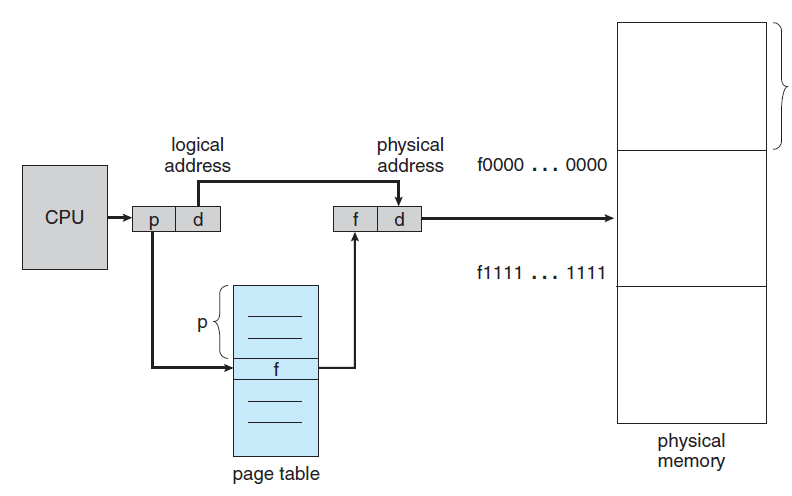 logical
address
physical
address
f0000 ... 0000
CPU
p
d
f
d
f1111 ... 1111
p
f
page table
physical
memory